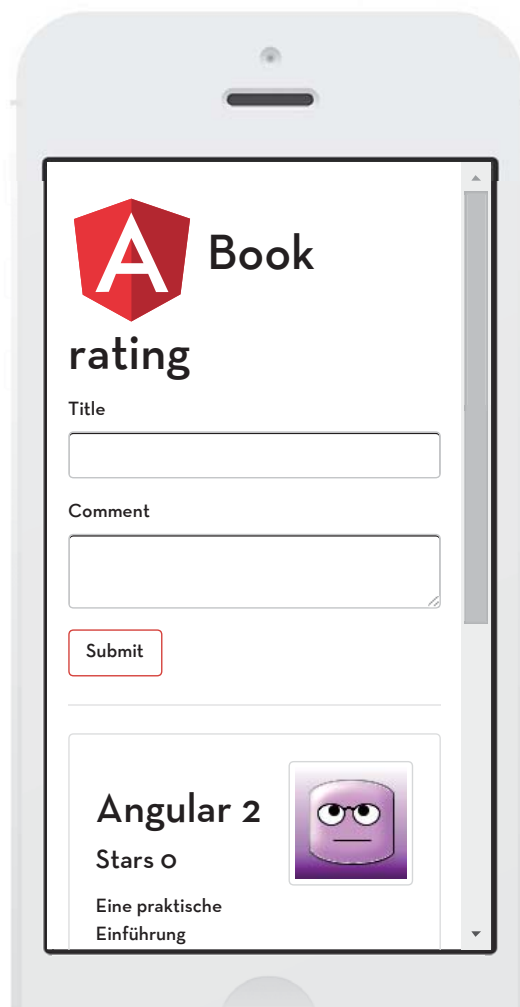 A Book
rating
Title
Comment
Submit
Angular 2
Stars 0
Eine praktische
Einführung